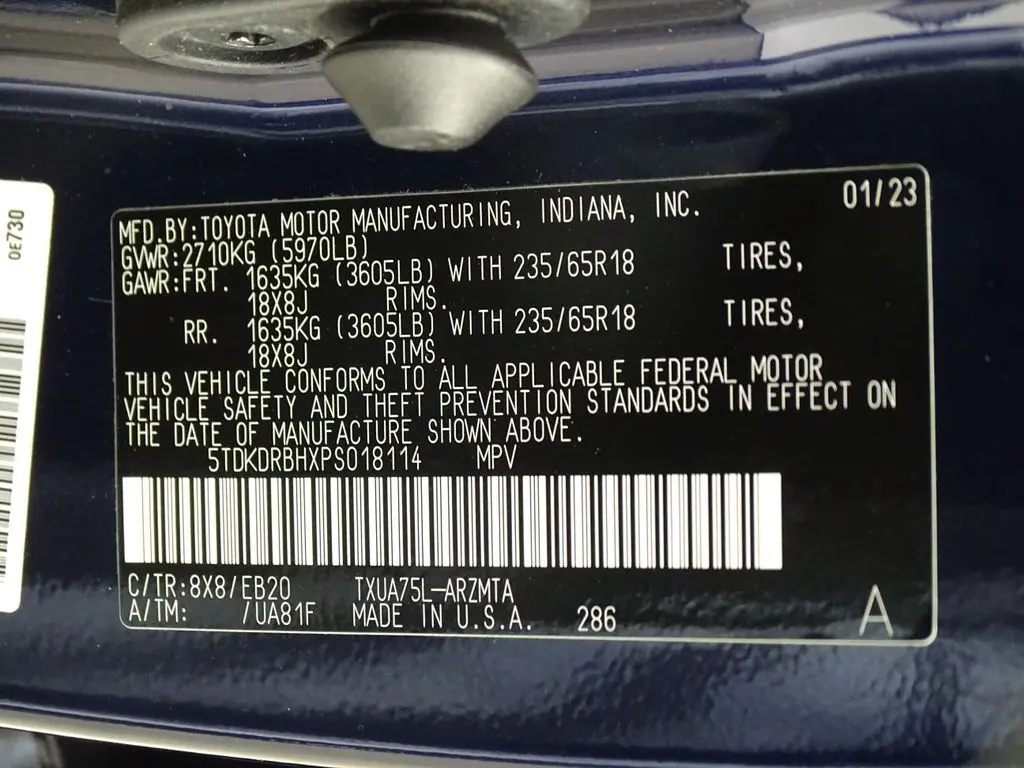 0E730
01/23
MFD.BY:TOYOTA MOTOR MANUFACTURING, INDIANA, INC.
GVWR:2710KG (5970LB)
GAWR:FRT. 1635KG (3605LB) WITH 235/65R18 TIRES,
18X8J RIMS.
RR. 1635KG (3605LB) WITH 235/65R18 TIRES,
18X8J RIMS.
THIS VEHICLE CONFORMS TO ALL APPLICABLE FEDERAL MOTOR
VEHICLE SAFETY AND THEFT PREVENTION STANDARDS IN EFFECT ON
THE DATE OF MANUFACTURE SHOWN ABOVE.
5TDKDRBHXPS018114 MPV
C/TR:8X8/EB20 TXUA75L-ARZMTA
A/TM: /UA81F MADE IN U.S.A. 286 A